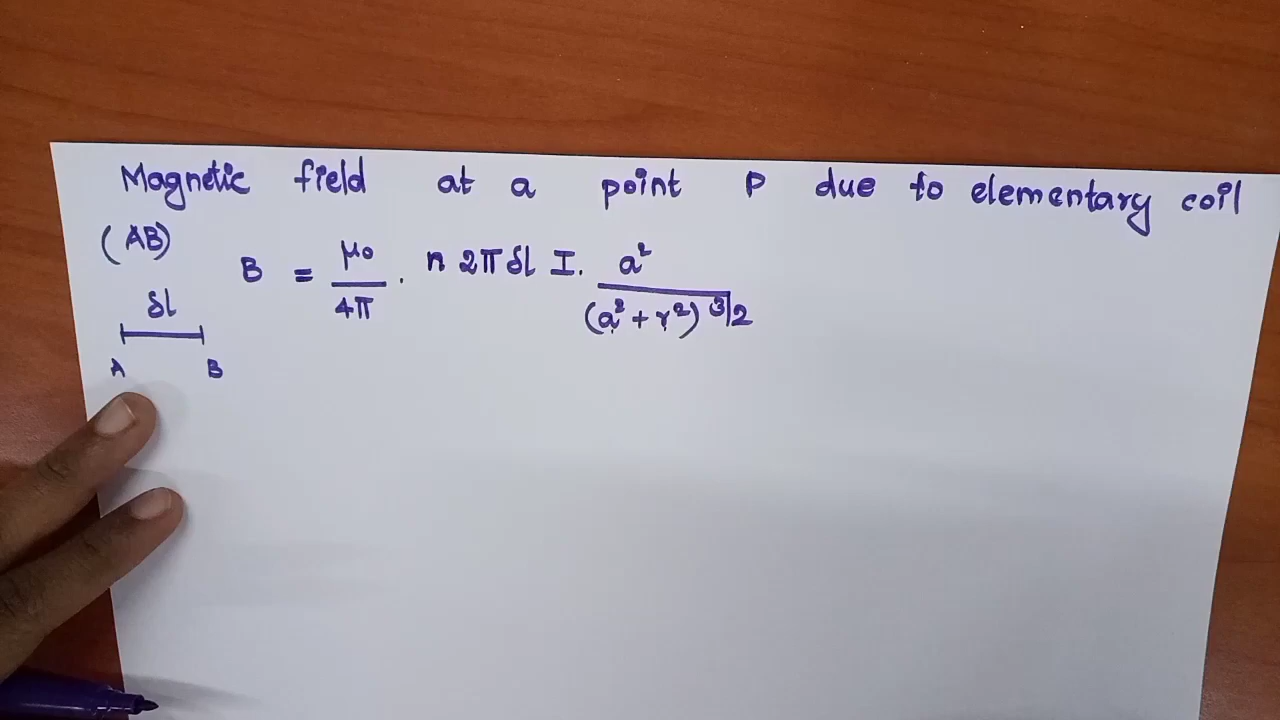 Magnetic field at a point P due to elementary coil
(AB)
B = μ₀/4π . n 2π δl I. a²/(a² + r²)^3/2
δl
A B